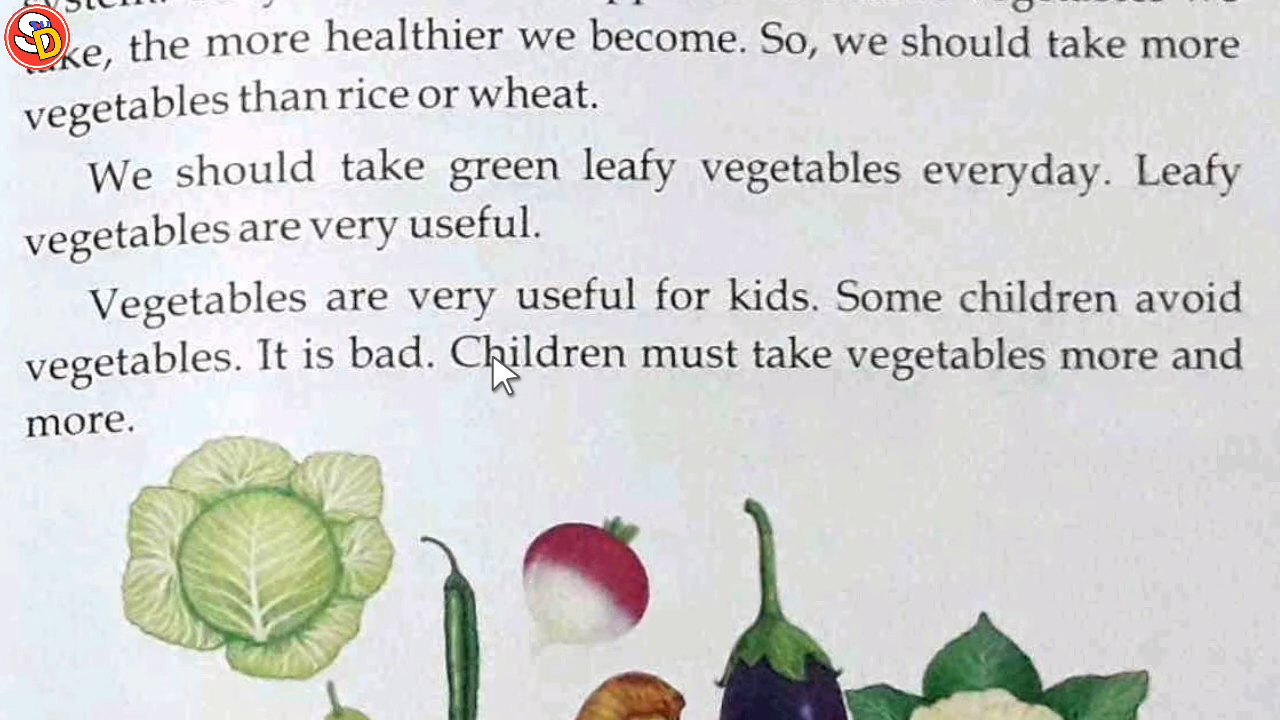 SD
take, the more healthier we become. So, we should take more
vegetables than rice or wheat.
We should take green leafy vegetables everyday. Leafy
vegetables are very useful.
Vegetables are very useful for kids. Some children avoid
vegetables. It is bad. Children must take vegetables more and
more.